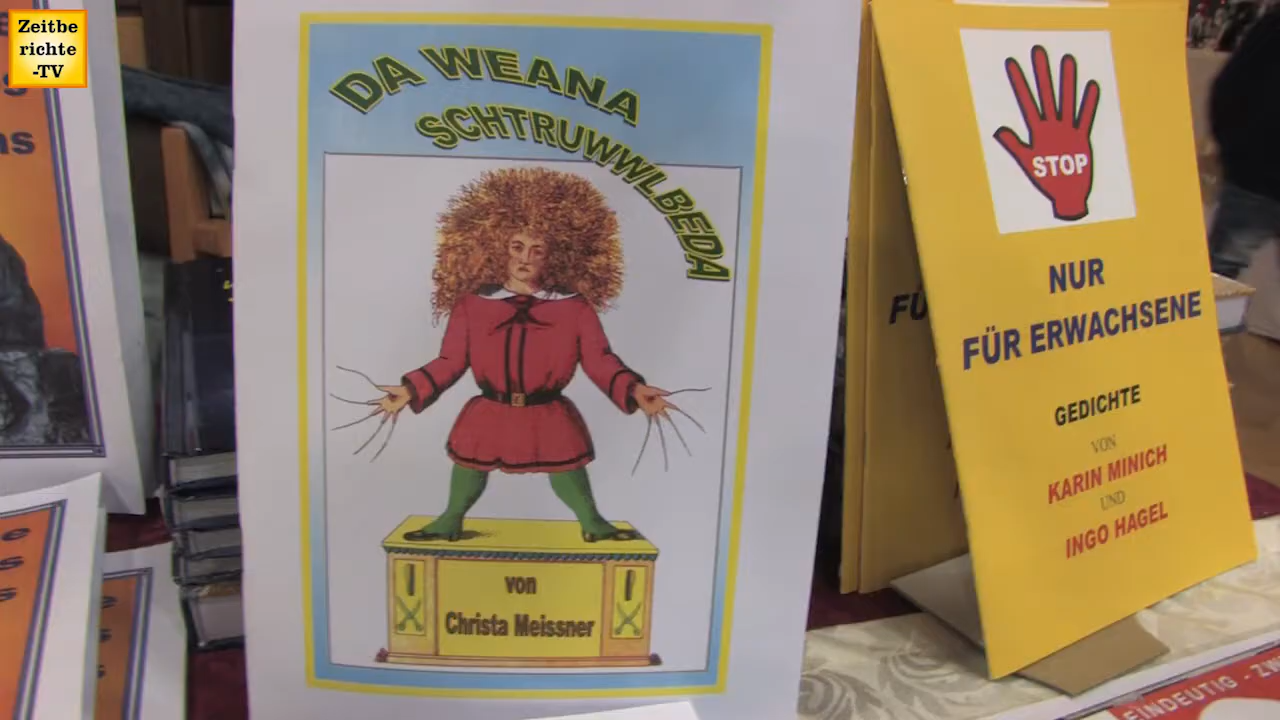 Zeitbe
richte
-TV
DA WEANA
SCHTRUWWLBEDA
von
Christa Meissner
STOP
NUR
FÜR ERWACHSENE
GEDICHTE
VON
KARIN MINICH
UND
INGO HAGEL
FÜ
EINDEUTIG - ZW